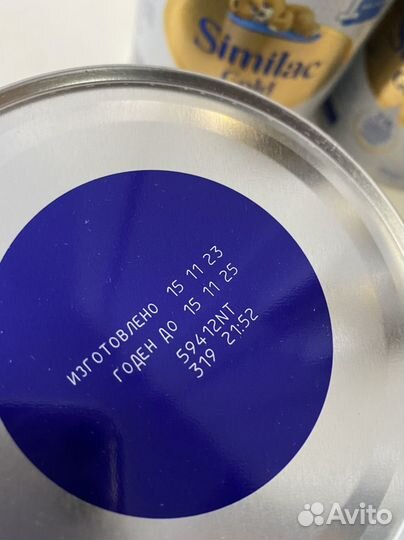 Similac
Gold
ИЗГОТОВЛЕНО 15 11 23
ГОДЕН ДО 15 11 25
59412NT
319 21:52
Avito